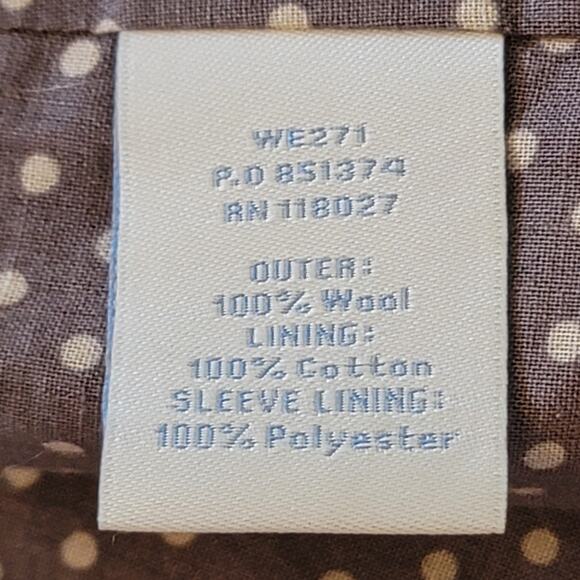 WE271
P.O 851374
RN 118027
OUTER:
100% Wool
LINING:
100% Cotton
SLEEVE LINING:
100% Polyester